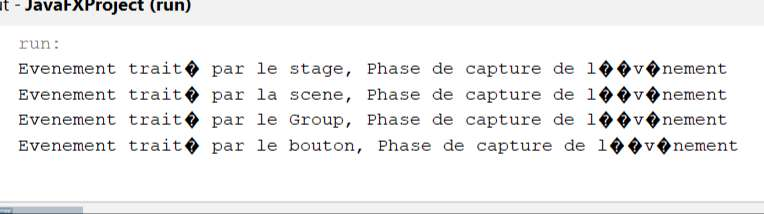 ut - JavaFXProject (run)
run:
Evenement trait� par le stage, Phase de capture de l��v�nement
Evenement trait� par la scene, Phase de capture de l��v�nement
Evenement trait� par le Group, Phase de capture de l��v�nement
Evenement trait� par le bouton, Phase de capture de l��v�nement